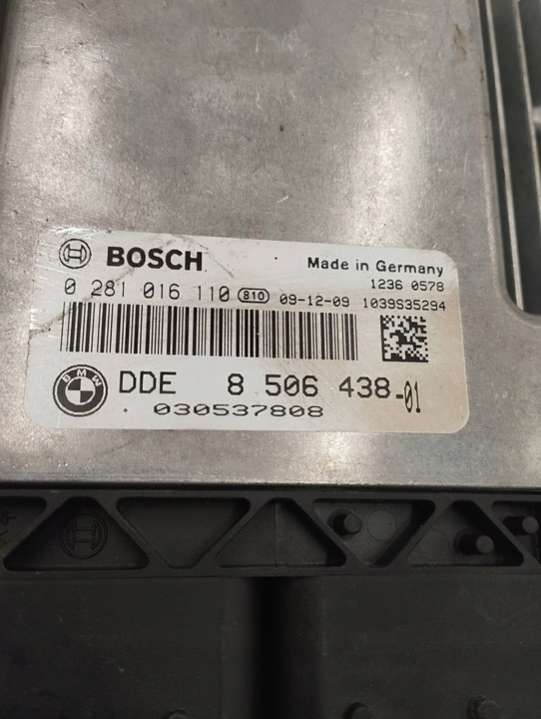 BOSCH
Made in Germany
1236 0578
0 281 016 110 810 09-12-09 1039S35294
BMW
DDE 8 506 438-01
030537808